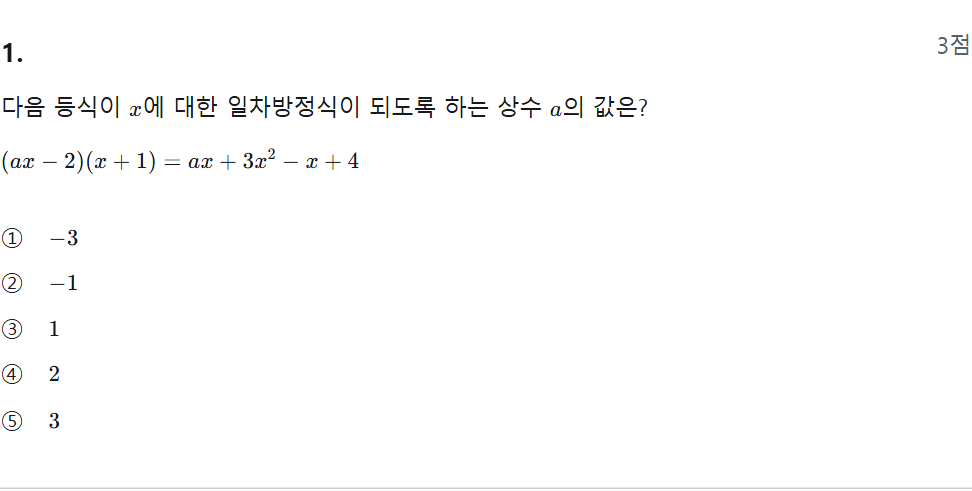 1.
3점
다음 등식이 x에 대한 일차방정식이 되도록 하는 상수 a의 값은?
(ax − 2)(x + 1) = ax + 3x² − x + 4
① −3
② −1
③ 1
④ 2
⑤ 3